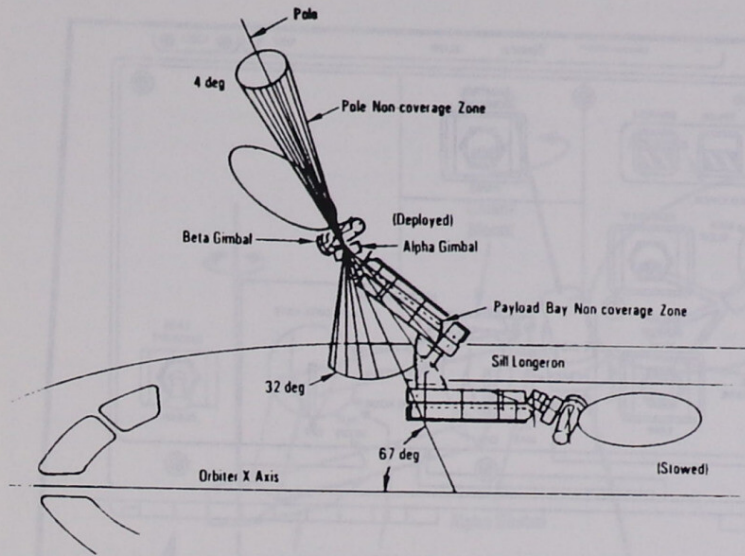 Pole
4 deg
Pole Non coverage Zone
(Deployed)
Beta Gimbal
Alpha Gimbal
Payload Bay Non coverage Zone
Sill Longeron
32 deg
67 deg
Orbiter X Axis
(Stowed)